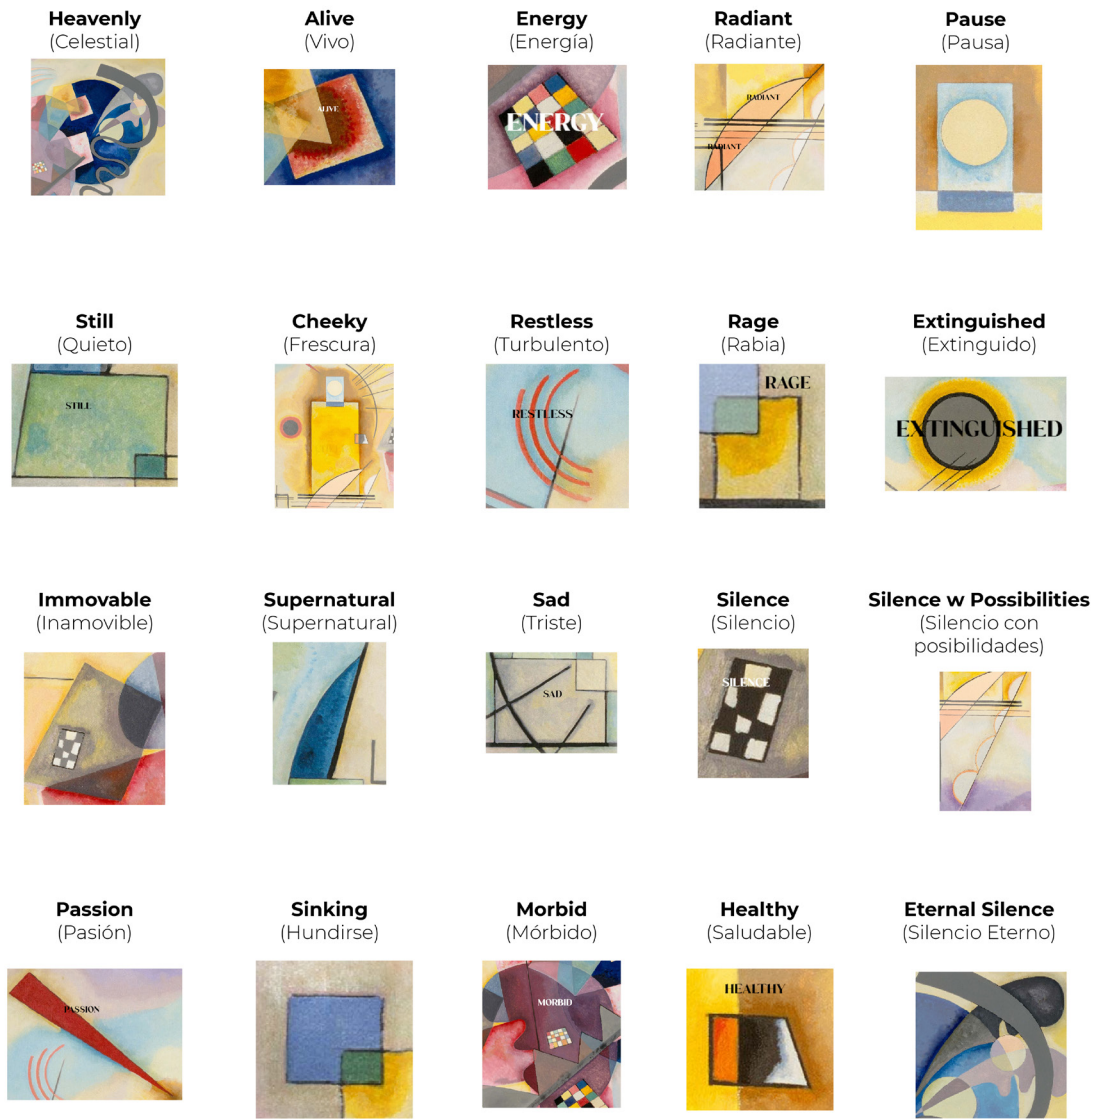 Heavenly
(Celestial)
Alive
(Vivo)
ALIVE
Energy
(Energía)
ENERGY
Radiant
(Radiante)
RADIANT
RADIANT
Pause
(Pausa)
Still
(Quieto)
STILL
Cheeky
(Frescura)
Restless
(Turbulento)
RESTLESS
Rage
(Rabia)
RAGE
Extinguished
(Extinguido)
EXTINGUISHED
Immovable
(Inamovible)
Supernatural
(Supernatural)
Sad
(Triste)
SAD
Silence
(Silencio)
SILENCE
Silence w Possibilities
(Silencio con
posibilidades)
Passion
(Pasión)
PASSION
Sinking
(Hundirse)
Morbid
(Mórbido)
MORBID
Healthy
(Saludable)
HEALTHY
Eternal Silence
(Silencio Eterno)